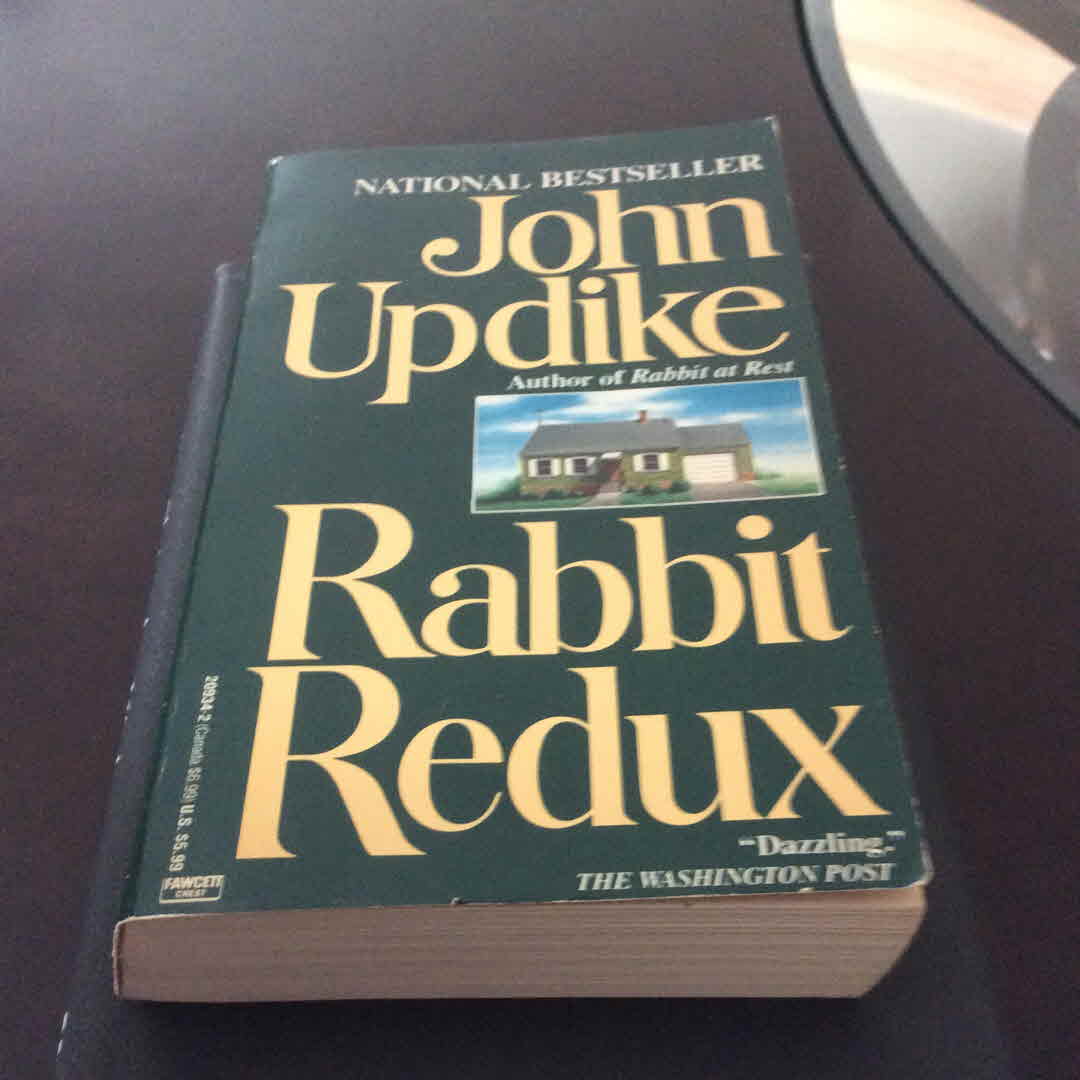 NATIONAL BESTSELLER
John
Updike
Author of Rabbit at Rest
Rabbit
Redux
"Dazzling."
THE WASHINGTON POST
20934-2/Canada $6.99/U.S. $5.99
FAWCETT
CREST